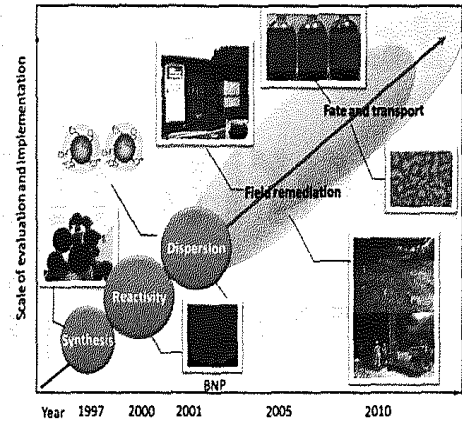 Scale of evaluation and implementation
Fate and transport
Field remediation
Dispersion
Reactivity
Synthesis
BNP
Year 1997 2000 2001 2005 2010